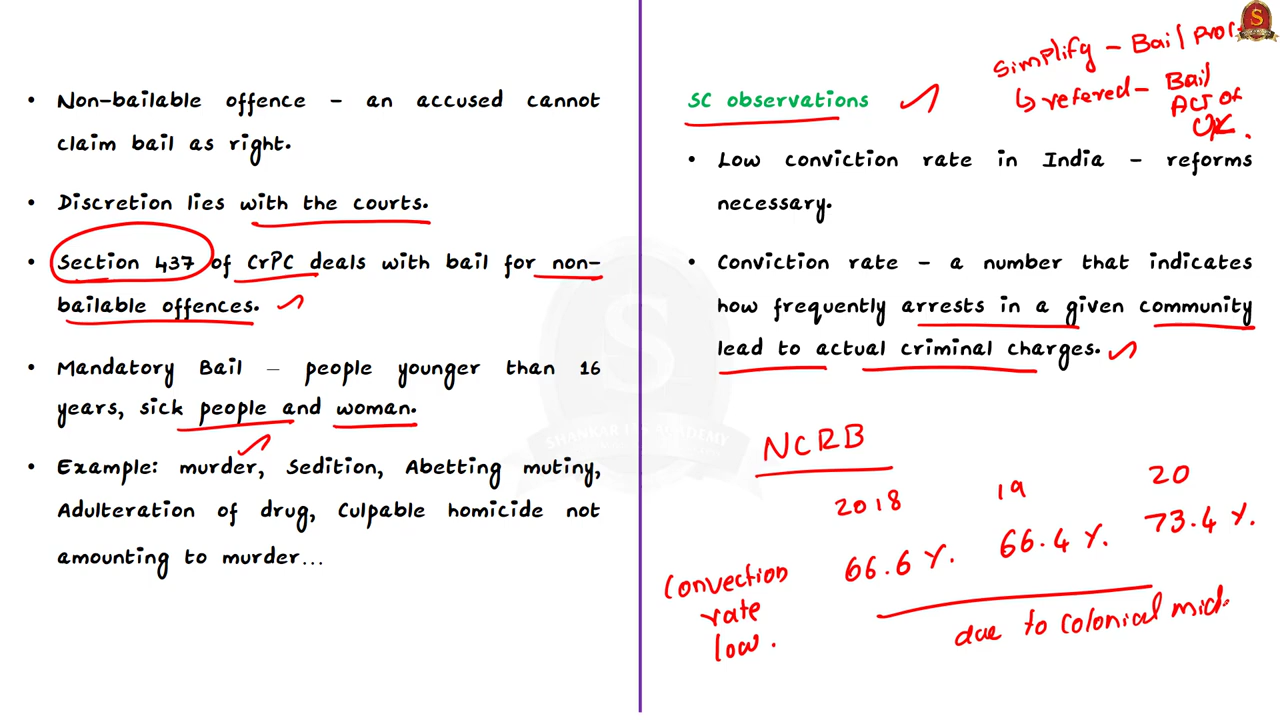 • Non-bailable offence – an accused cannot
claim bail as right.
• Discretion lies with the courts.
• Section 437 of CrPC deals with bail for non-
bailable offences.
• Mandatory Bail – people younger than 16
years, sick people and woman.
• Example: murder, Sedition, Abetting mutiny,
Adulteration of drug, Culpable homicide not
amounting to murder...
Simplify – Bail proc
↳ refered – Bail
Act of
UK.
SC observations
• Low conviction rate in India – reforms
necessary.
• Conviction rate – a number that indicates
how frequently arrests in a given community
lead to actual criminal charges.
SHANKAR IAS ACADEMY
NCRB
2018 19 20
66.6 %. 66.4 %. 73.4 %.
Convection
rate
low.
due to colonial